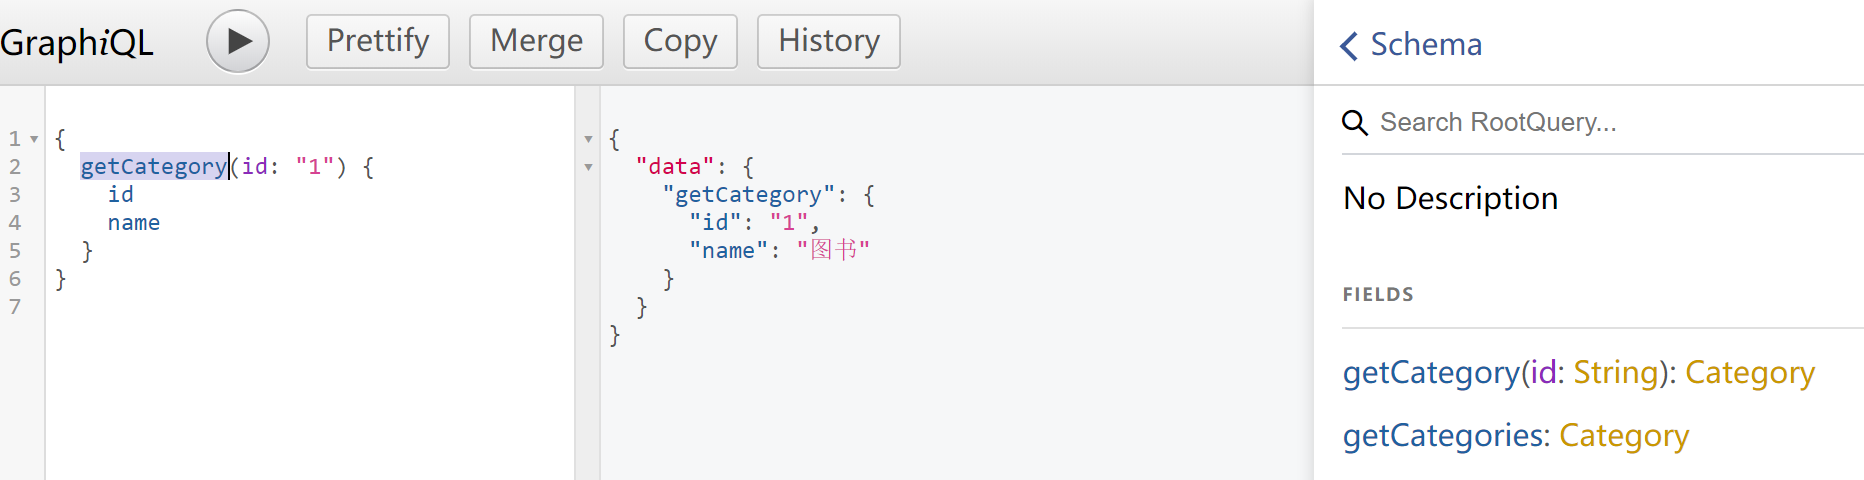 GraphiQL Prettify Merge Copy History
1 {
2 getCategory(id: "1") {
3 id
4 name
5 }
6 }
7
{
"data": {
"getCategory": {
"id": "1",
"name": "图书"
}
}
}
Schema
Search RootQuery...
No Description
FIELDS
getCategory(id: String): Category
getCategories: Category